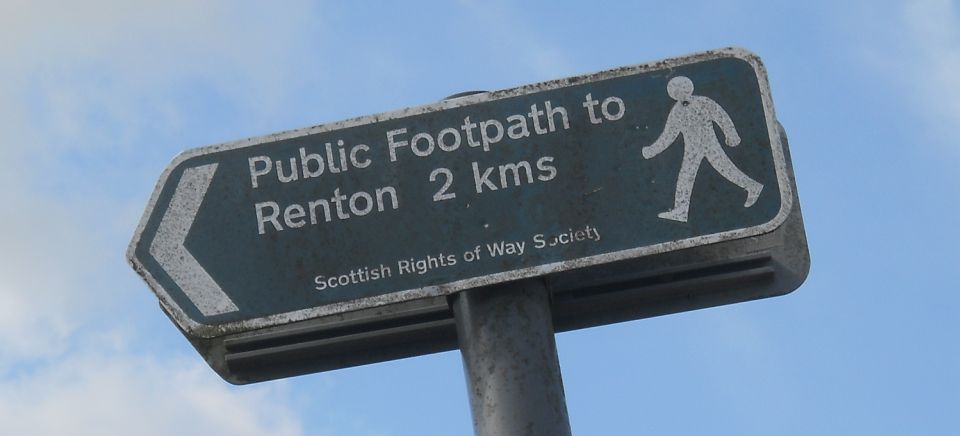 Public Footpath to
Renton 2 kms
Scottish Rights of Way Society